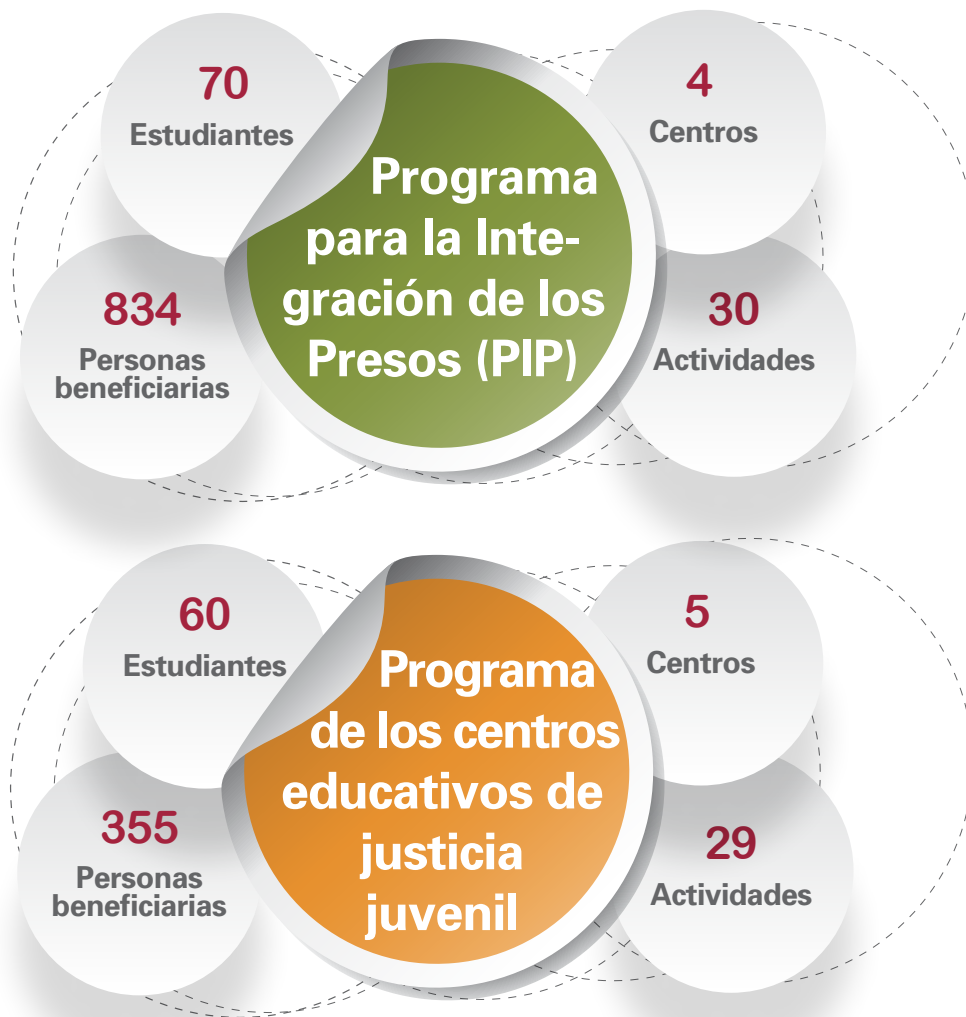 70
Estudiantes
4
Centros
Programa
para la Inte-
gración de los
Presos (PIP)
834
Personas
beneficiarias
30
Actividades
60
Estudiantes
5
Centros
Programa
de los centros
educativos de
justicia
juvenil
355
Personas
beneficiarias
29
Actividades